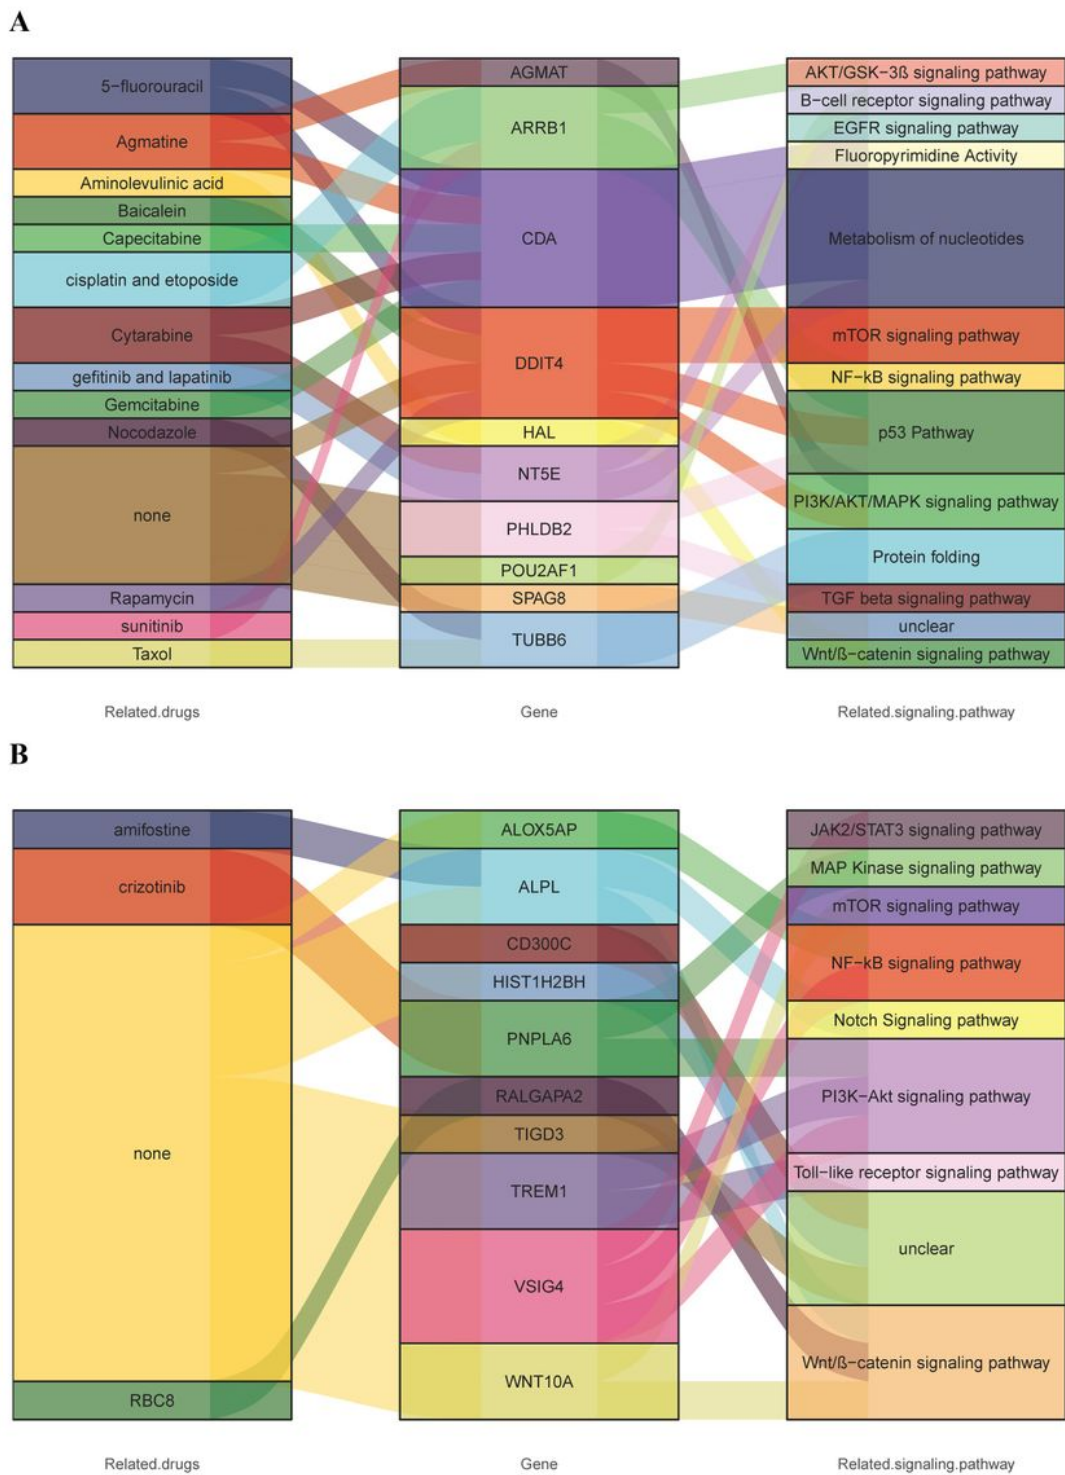 A
5−fluorouracil
Agmatine
Aminolevulinic acid
Baicalein
Capecitabine
cisplatin and etoposide
Cytarabine
gefitinib and lapatinib
Gemcitabine
Nocodazole
none
Rapamycin
sunitinib
Taxol
AGMAT
ARRB1
CDA
DDIT4
HAL
NT5E
PHLDB2
POU2AF1
SPAG8
TUBB6
AKT/GSK−3ß signaling pathway
B−cell receptor signaling pathway
EGFR signaling pathway
Fluoropyrimidine Activity
Metabolism of nucleotides
mTOR signaling pathway
NF−kB signaling pathway
p53 Pathway
PI3K/AKT/MAPK signaling pathway
Protein folding
TGF beta signaling pathway
unclear
Wnt/ß−catenin signaling pathway
Related.drugs
Gene
Related.signaling.pathway
B
amifostine
crizotinib
none
RBC8
ALOX5AP
ALPL
CD300C
HIST1H2BH
PNPLA6
RALGAPA2
TIGD3
TREM1
VSIG4
WNT10A
JAK2/STAT3 signaling pathway
MAP Kinase signaling pathway
mTOR signaling pathway
NF−kB signaling pathway
Notch Signaling pathway
PI3K−Akt signaling pathway
Toll−like receptor signaling pathway
unclear
Wnt/ß−catenin signaling pathway
Related.drugs
Gene
Related.signaling.pathway